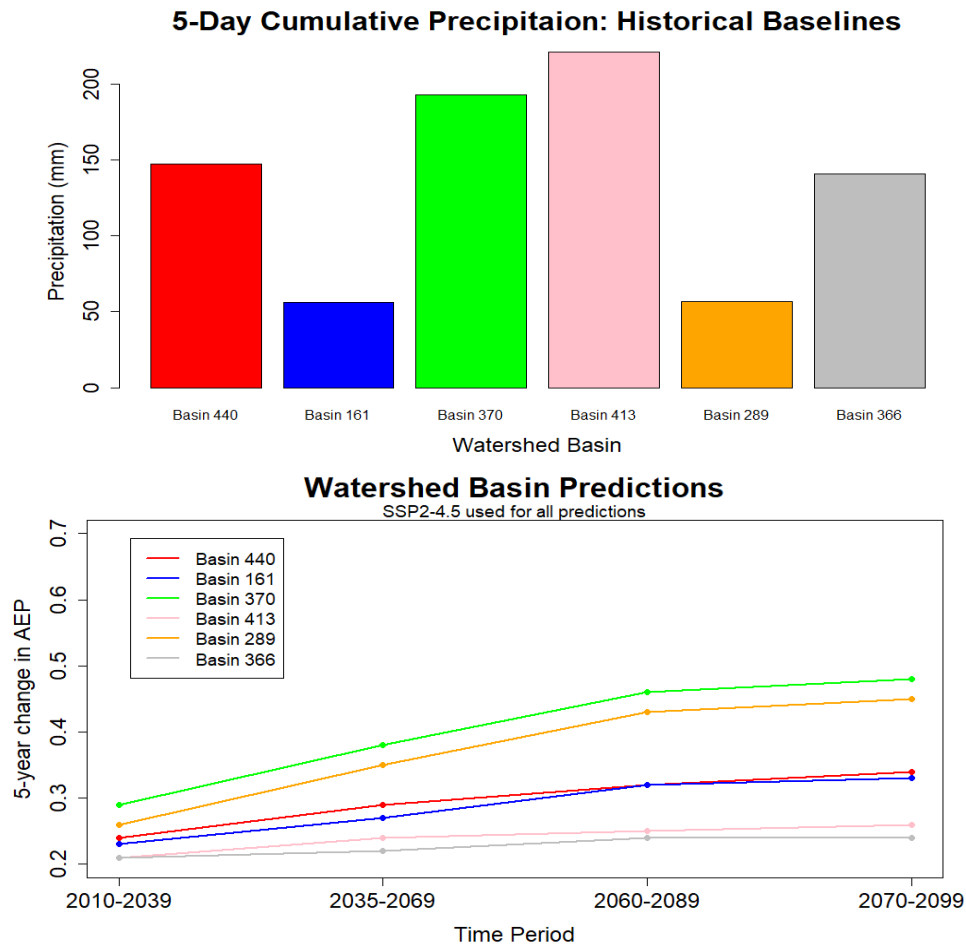 5-Day Cumulative Precipitaion: Historical Baselines
Precipitation (mm)
200
150
100
50
0
Basin 440 Basin 161 Basin 370 Basin 413 Basin 289 Basin 366
Watershed Basin
Watershed Basin Predictions
SSP2-4.5 used for all predictions
5-year change in AEP
0.7
0.6
0.5
0.4
0.3
0.2
Basin 440
Basin 161
Basin 370
Basin 413
Basin 289
Basin 366
2010-2039 2035-2069 2060-2089 2070-2099
Time Period